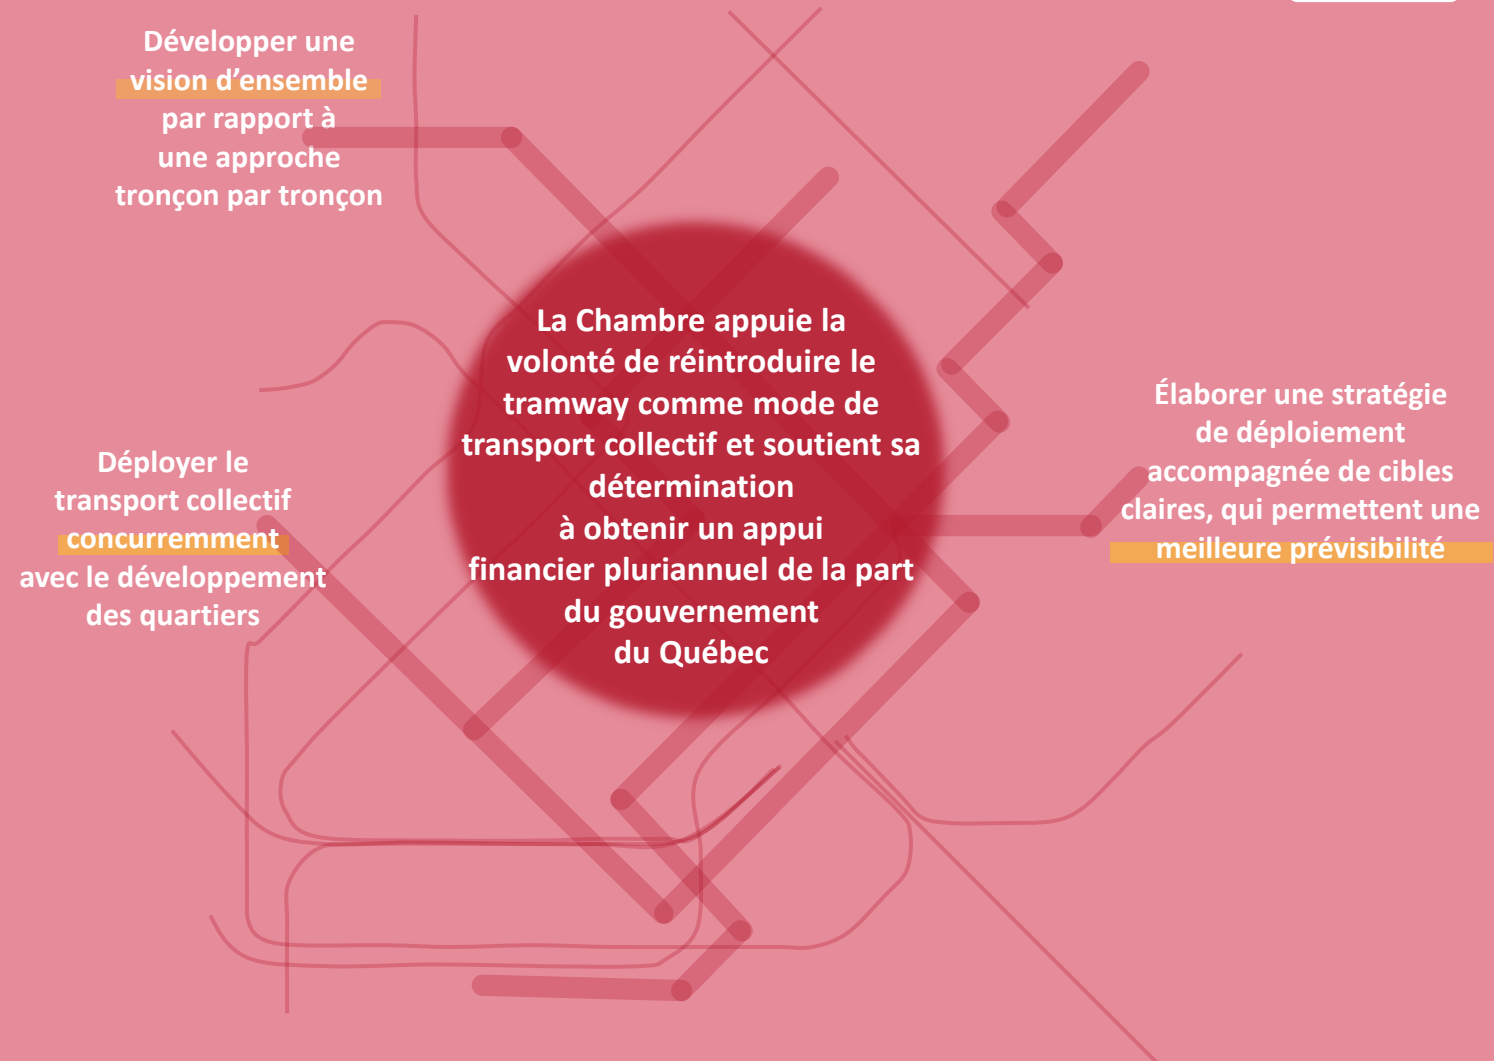 Développer une
vision d’ensemble
par rapport à
une approche
tronçon par tronçon
La Chambre appuie la
volonté de réintroduire le
tramway comme mode de
transport collectif et soutient sa
détermination
à obtenir un appui
financier pluriannuel de la part
du gouvernement
du Québec
Élaborer une stratégie
de déploiement
accompagnée de cibles
claires, qui permettent une
meilleure prévisibilité
Déployer le
transport collectif
concurremment
avec le développement
des quartiers